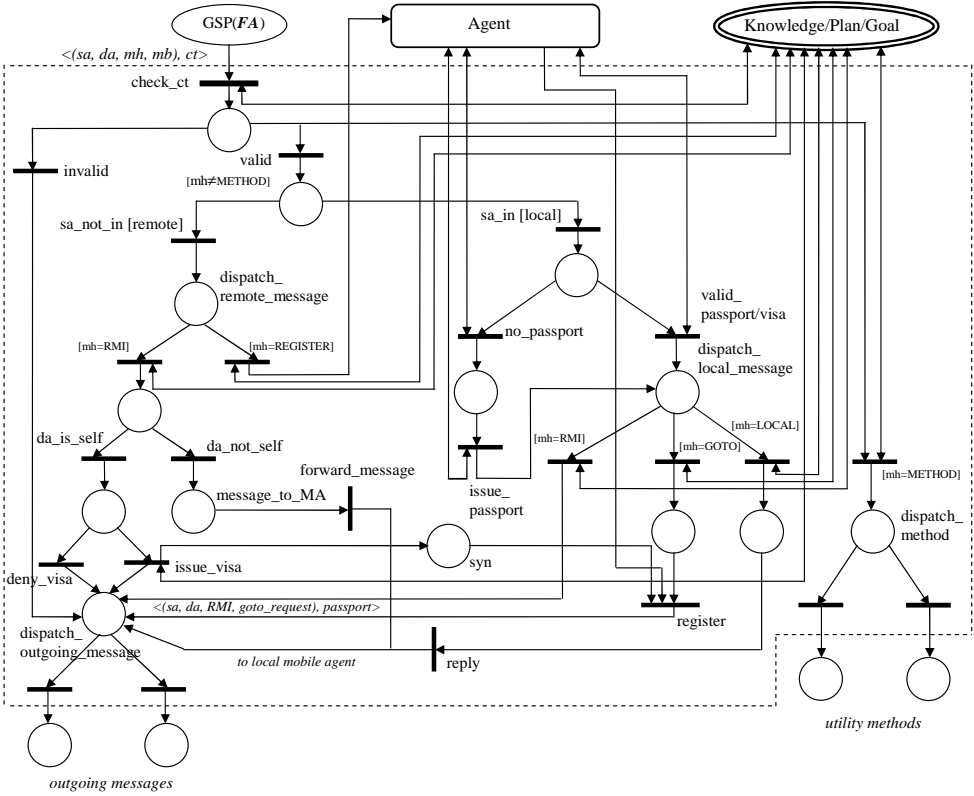 GSP(FA)
Agent
Knowledge/Plan/Goal
<(sa, da, mh, mb), ct>
check_ct
invalid
valid
[mh≠METHOD]
sa_not_in [remote]
sa_in [local]
dispatch_
remote_message
valid_
passport/visa
no_passport
[mh=RMI]
[mh=REGISTER]
dispatch_
local_message
da_is_self
da_not_self
[mh=RMI]
[mh=GOTO]
[mh=LOCAL]
forward_message
[mh=METHOD]
message_to_MA
issue_
passport
dispatch_
method
deny_visa
issue_visa
syn
<(sa, da, RMI, goto_request), passport>
register
dispatch_
outgoing_message
to local mobile agent
reply
utility methods
outgoing messages